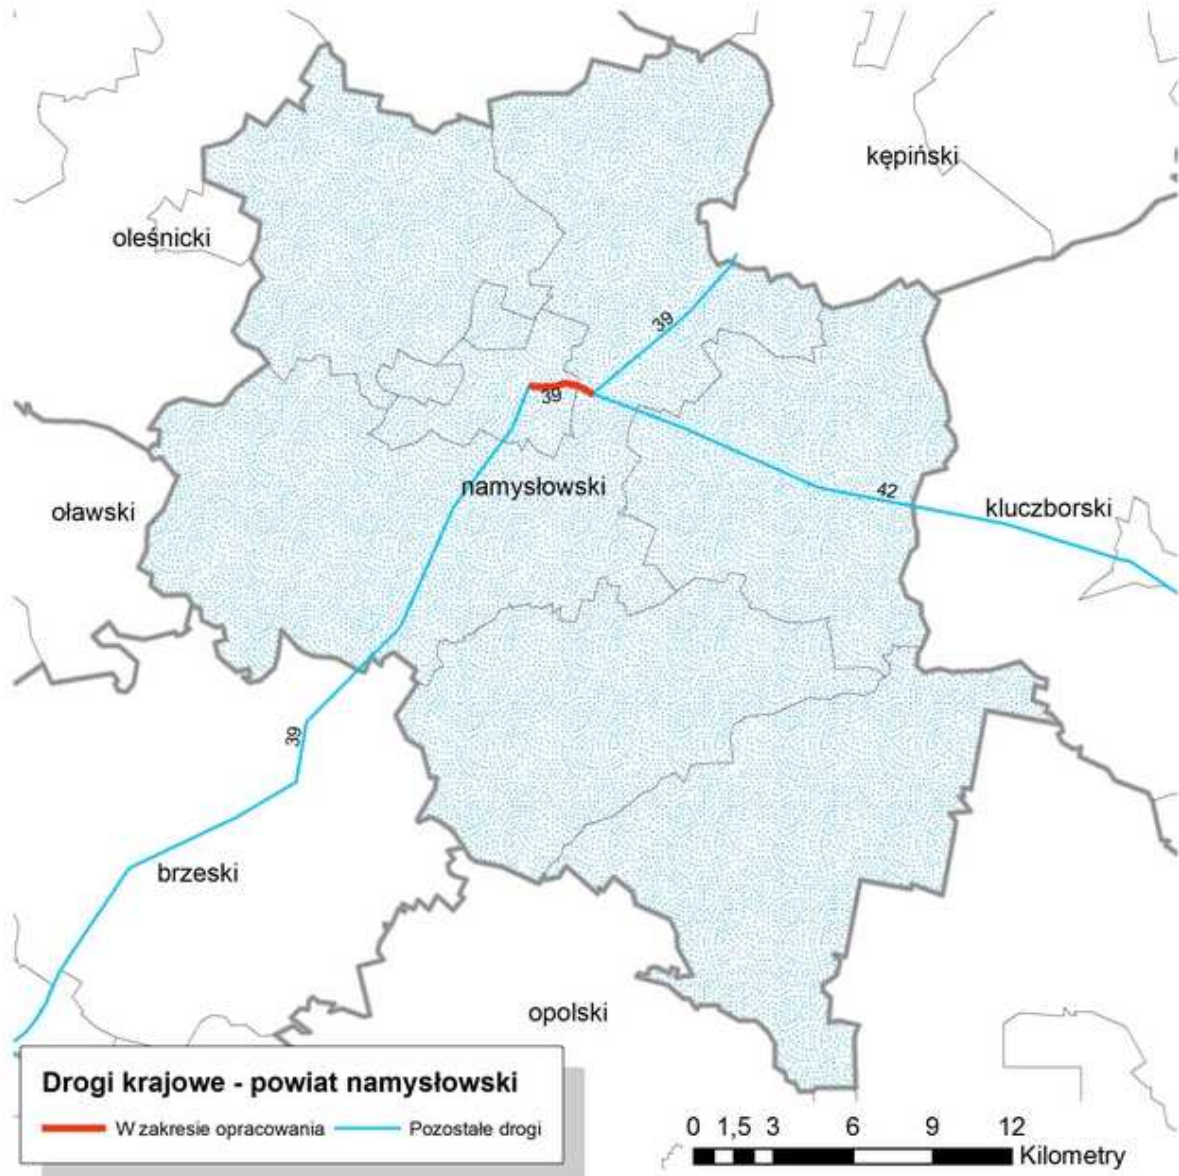 kępiński
oleśnicki
39
39
namysłowski
42
oławski
kluczborski
39
brzeski
opolski
Drogi krajowe - powiat namysłowski
W zakresie opracowania Pozostałe drogi
0 1,5 3 6 9 12
Kilometry